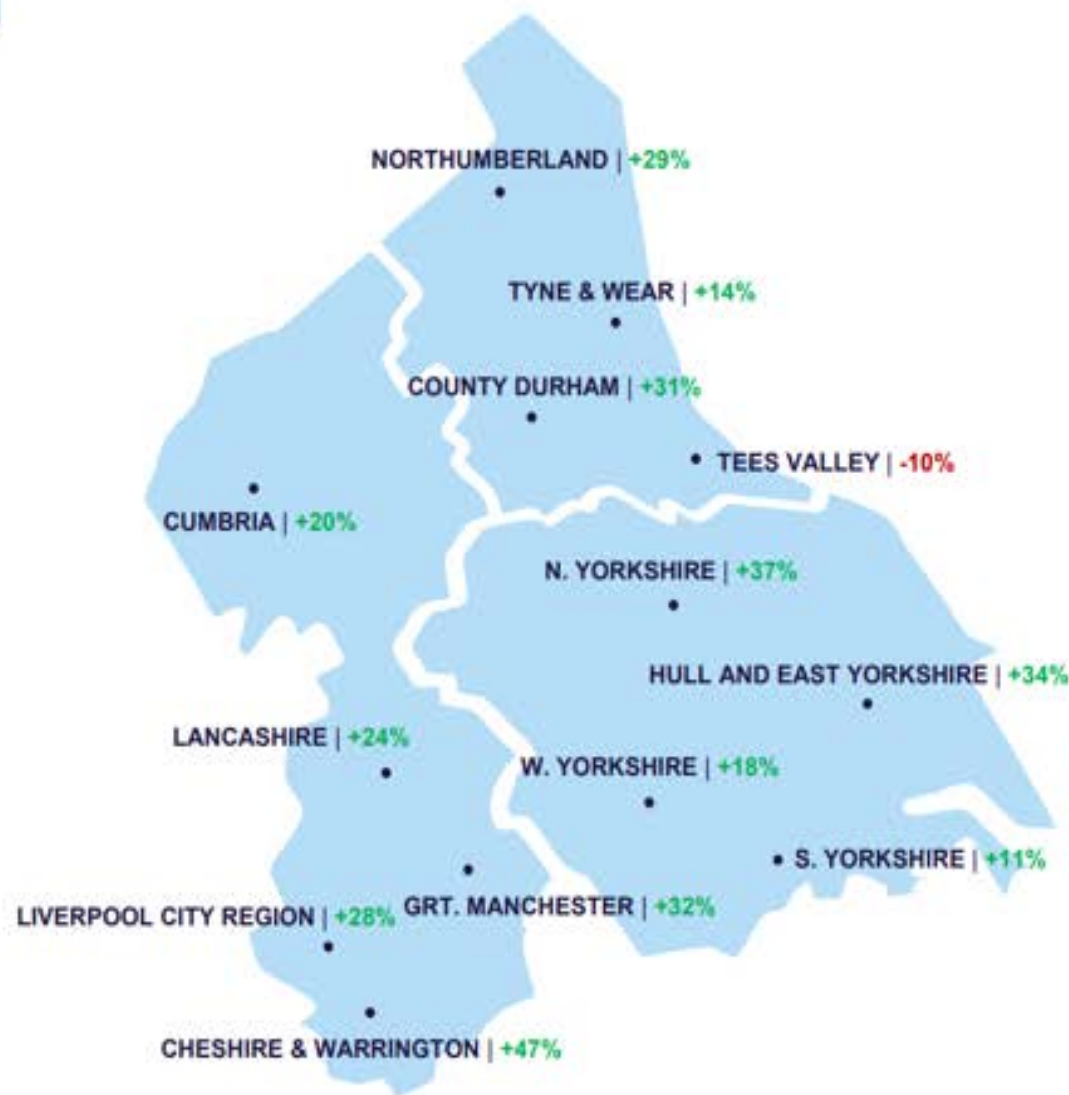 NORTHUMBERLAND | +29%
TYNE & WEAR | +14%
COUNTY DURHAM | +31%
TEES VALLEY | -10%
CUMBRIA | +20%
N. YORKSHIRE | +37%
HULL AND EAST YORKSHIRE | +34%
LANCASHIRE | +24%
W. YORKSHIRE | +18%
S. YORKSHIRE | +11%
GRT. MANCHESTER | +32%
LIVERPOOL CITY REGION | +28%
CHESHIRE & WARRINGTON | +47%